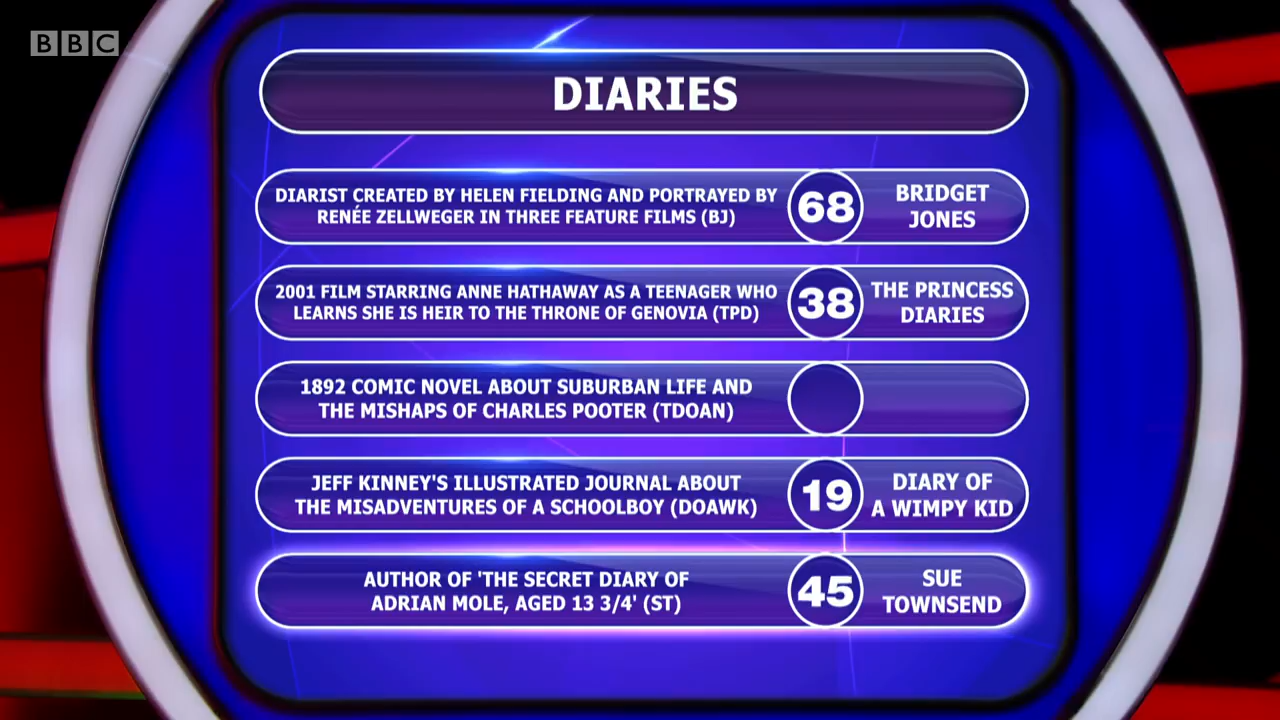 BBC
DIARIES
DIARIST CREATED BY HELEN FIELDING AND PORTRAYED BY
RENÉE ZELLWEGER IN THREE FEATURE FILMS (BJ)
68
BRIDGET
JONES
2001 FILM STARRING ANNE HATHAWAY AS A TEENAGER WHO
LEARNS SHE IS HEIR TO THE THRONE OF GENOVIA (TPD)
38
THE PRINCESS
DIARIES
1892 COMIC NOVEL ABOUT SUBURBAN LIFE AND
THE MISHAPS OF CHARLES POOTER (TDOAN)
JEFF KINNEY'S ILLUSTRATED JOURNAL ABOUT
THE MISADVENTURES OF A SCHOOLBOY (DOAWK)
19
DIARY OF
A WIMPY KID
AUTHOR OF 'THE SECRET DIARY OF
ADRIAN MOLE, AGED 13 3/4' (ST)
45
SUE
TOWNSEND